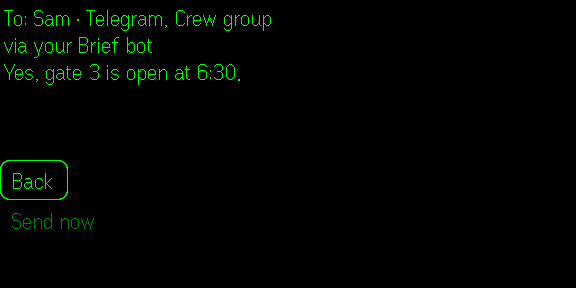 To: Sam · Telegram, Crew group
via your Brief bot
Yes, gate 3 is open at 6:30.
Back
Send now